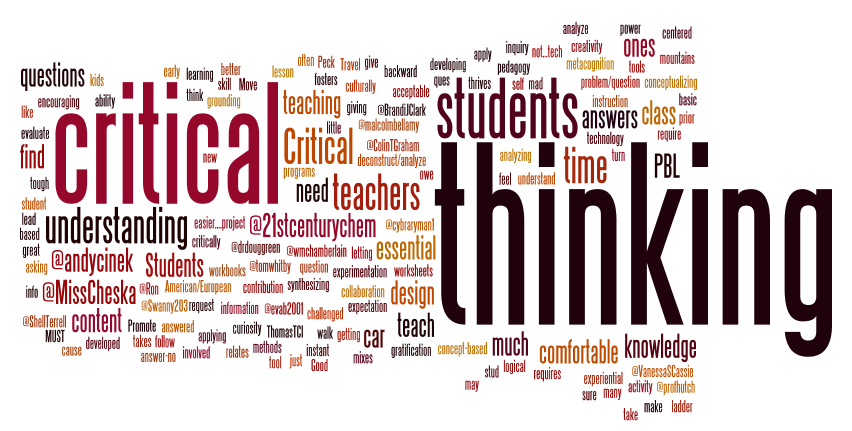 analyze
power
centered
apply
inquiry
not...tech
creativity
ones
mountains
often
Peck
Travel
give
backward
developing
pedagogy
metacognition
tools
questions
kids
early
learning
better
lesson
skill
Move
fosters
culturally
acceptable
ques
thrives
self
mad
problem/question
conceptualizing
encouraging
ability
think
grounding
teaching
giving
@BrandiJClark
students
instruction
basic
like
critical
little
@malcolmbellamy
answers
class
prior
evaluate
technology
require
find
new
Critical
@ColinTGraham
deconstruct/analyze
analyzing
time
turn
PBL
tough
programs
owe
feel
understand
student
need
teachers
thinking
lead
understanding
easier....project
@21stcenturychem
@cybraryman1
based
great
critically
@drdouggreen
@wmchamberlain
letting
essential
asking
@andycinek
Students
workbooks
@tomwhitby
question
experimentation
worksheets
info
@MissCheska
@Ron
American/European
contribution
synthesizing
collaboration
design
@Swanny203
request
information
@evab2001
challenged
expectation
@ShellTerrell
content
Promote
answered
curiosity
ThomasTCI
walk
getting
car
teach
MUST
developed
takes
follow
applying
cause
answer-no
involved
relates
methods
instant
mixes
gratification
concept-based
much
comfortable
knowledge
tool
just
Good
stud
logical
requires
experiential
@VanessaSCassie
may
activity
@profhutch
sure
many
make
ladder
take